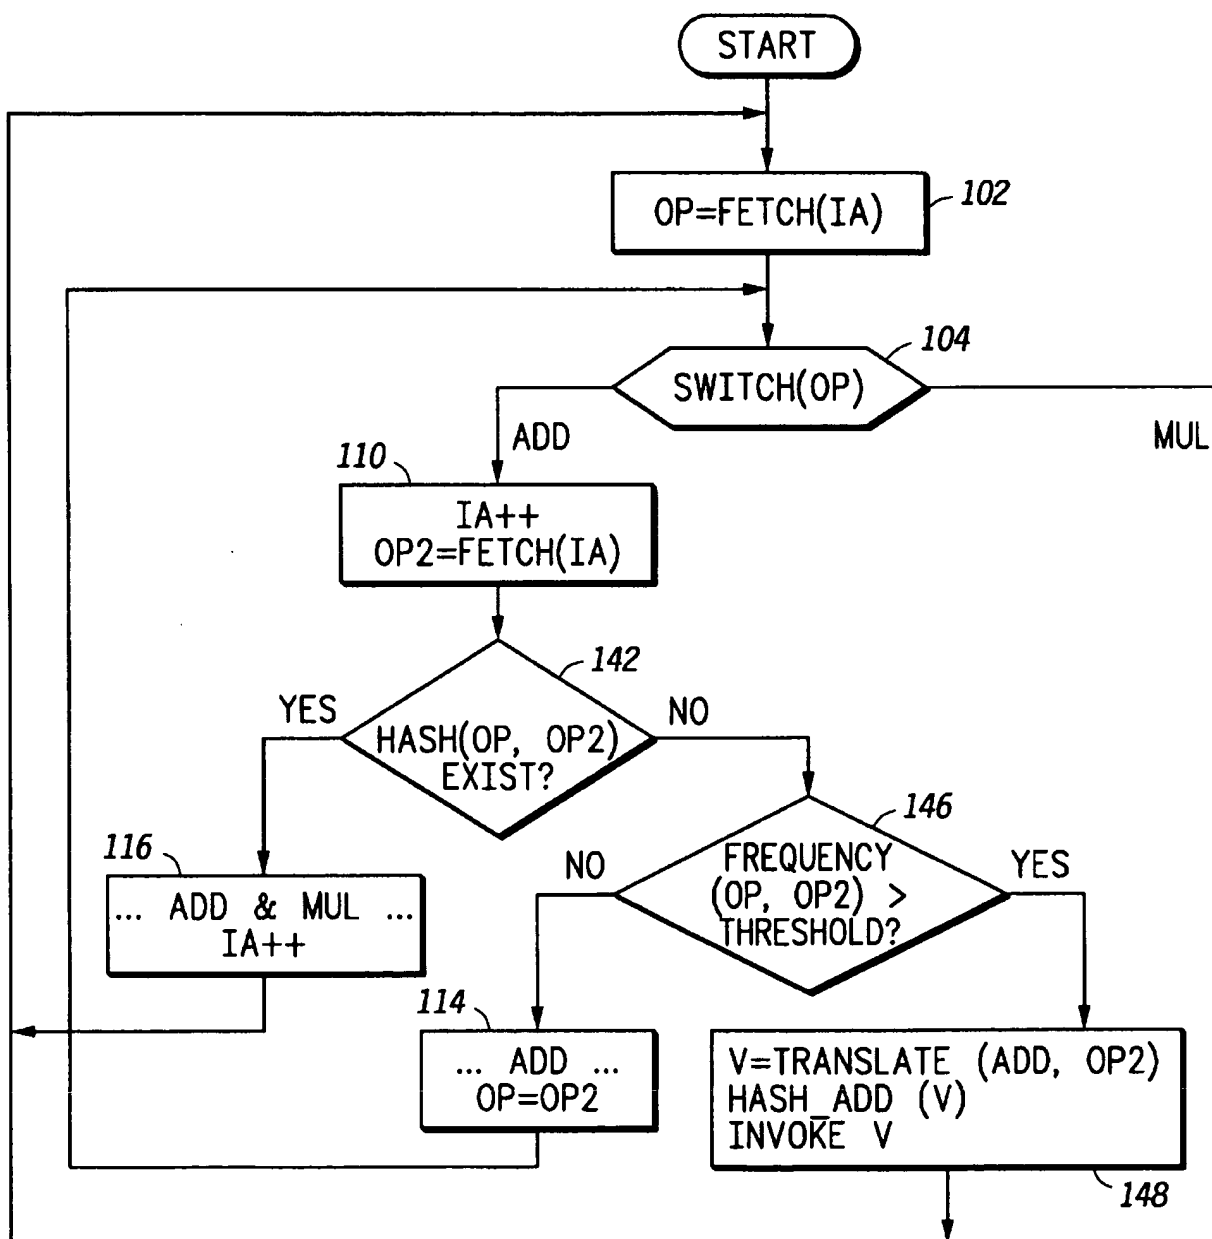 START
OP=FETCH(IA)
102
SWITCH(OP)
104
ADD
MUL
110
IA++
OP2=FETCH(IA)
142
YES
NO
HASH(OP, OP2)
EXIST?
146
NO
YES
FREQUENCY
(OP, OP2) >
THRESHOLD?
116
... ADD & MUL ...
IA++
114
... ADD ...
OP=OP2
V=TRANSLATE (ADD, OP2)
HASH_ADD (V)
INVOKE V
148